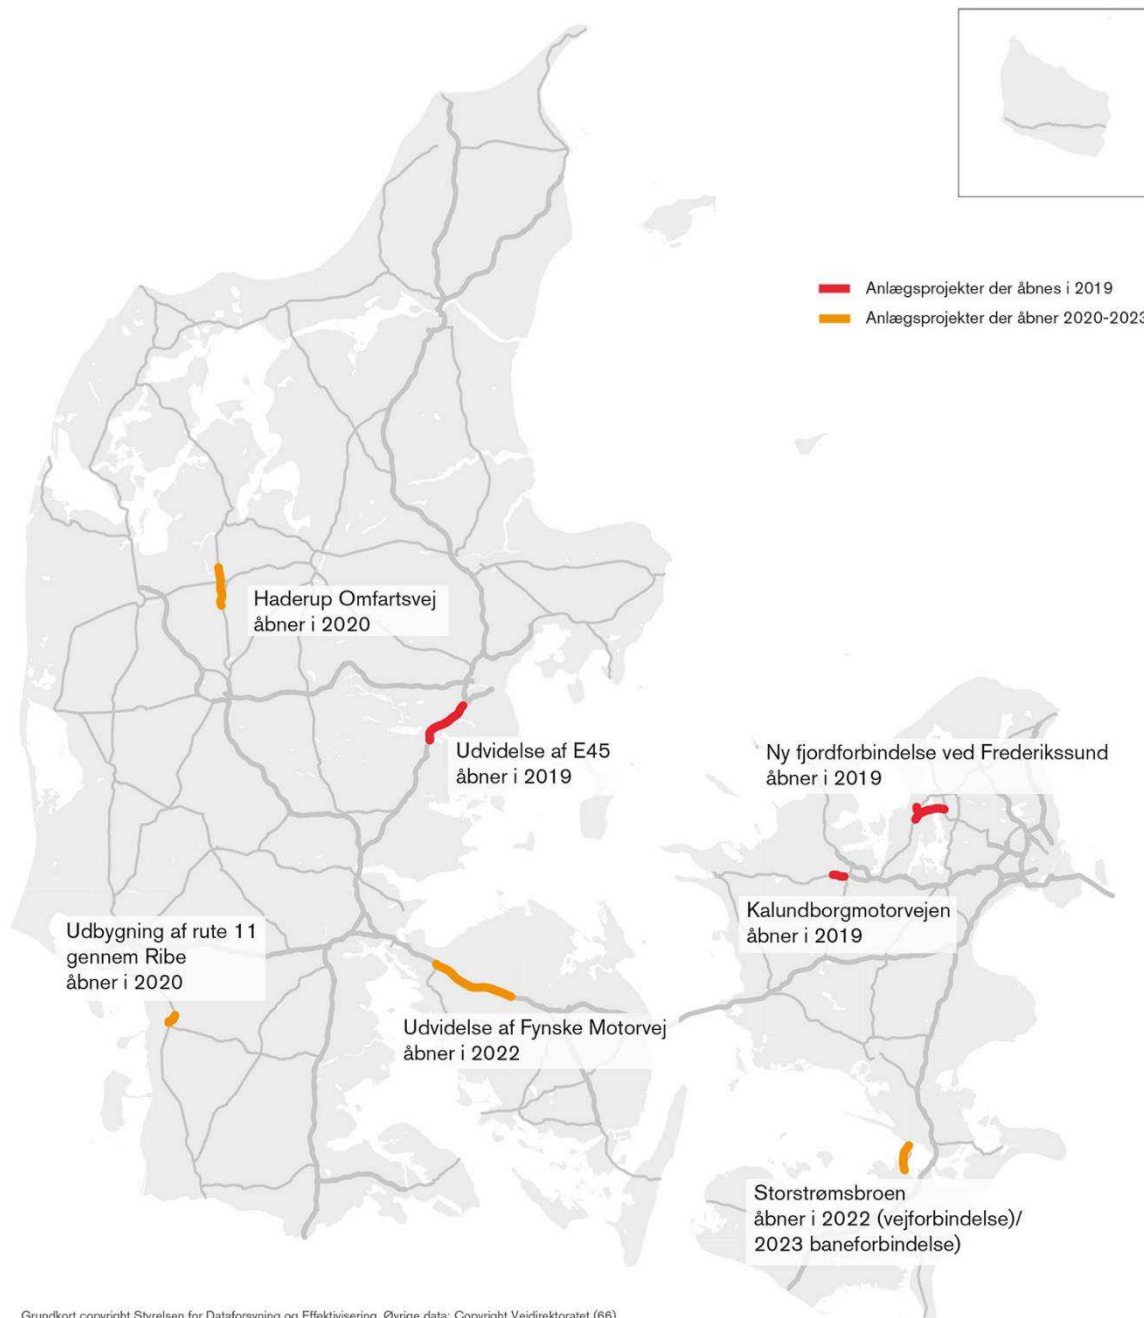 Anlægsprojekter der åbnes i 2019
Anlægsprojekter der åbner 2020-2023
Haderup Omfartsvej
åbner i 2020
Udvidelse af E45
åbner i 2019
Ny fjordforbindelse ved Frederikssund
åbner i 2019
Kalundborgmotorvejen
åbner i 2019
Udbygning af rute 11
gennem Ribe
åbner i 2020
Udvidelse af Fynske Motorvej
åbner i 2022
Storstrømsbroen
åbner i 2022 (vejforbindelse)/
2023 baneforbindelse)
Grundkort copyright Styrelsen for Dataforsyning og Effektivisering. Øvrige data: Copyright Vejdirektoratet (66)